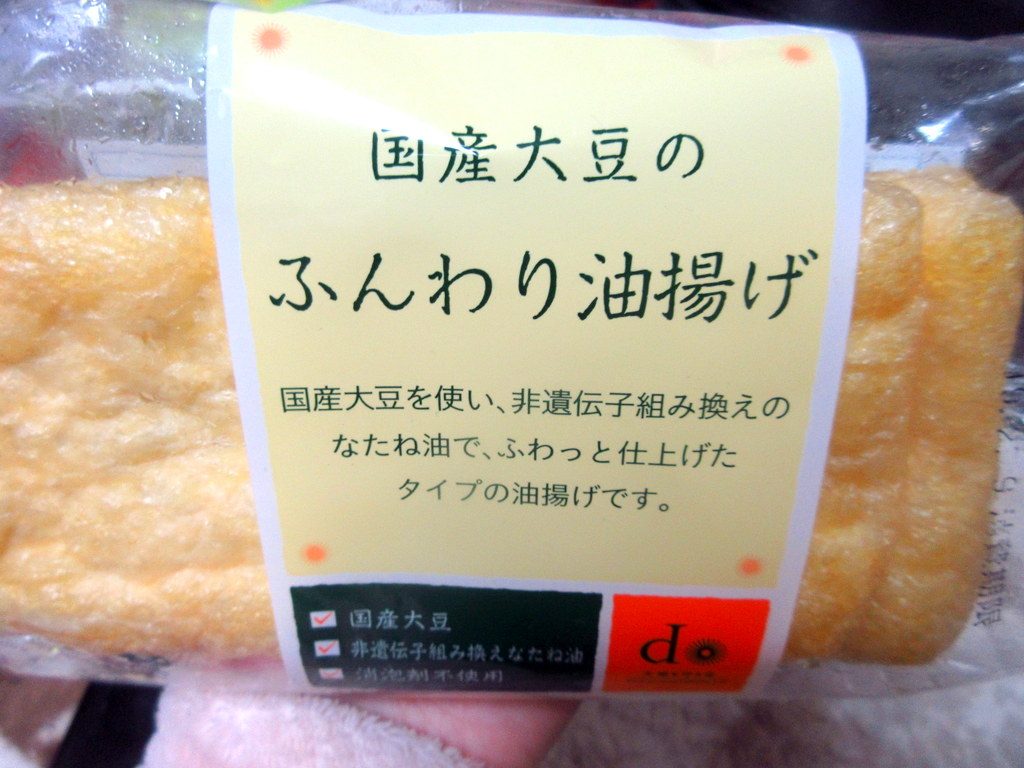 国産大豆の
ふんわり油揚げ
国産大豆を使い、非遺伝子組み換えの
なたね油で、ふわっと仕上げた
タイプの油揚げです。
国産大豆
非遺伝子組み換えなたね油
消泡剤不使用
do
期限